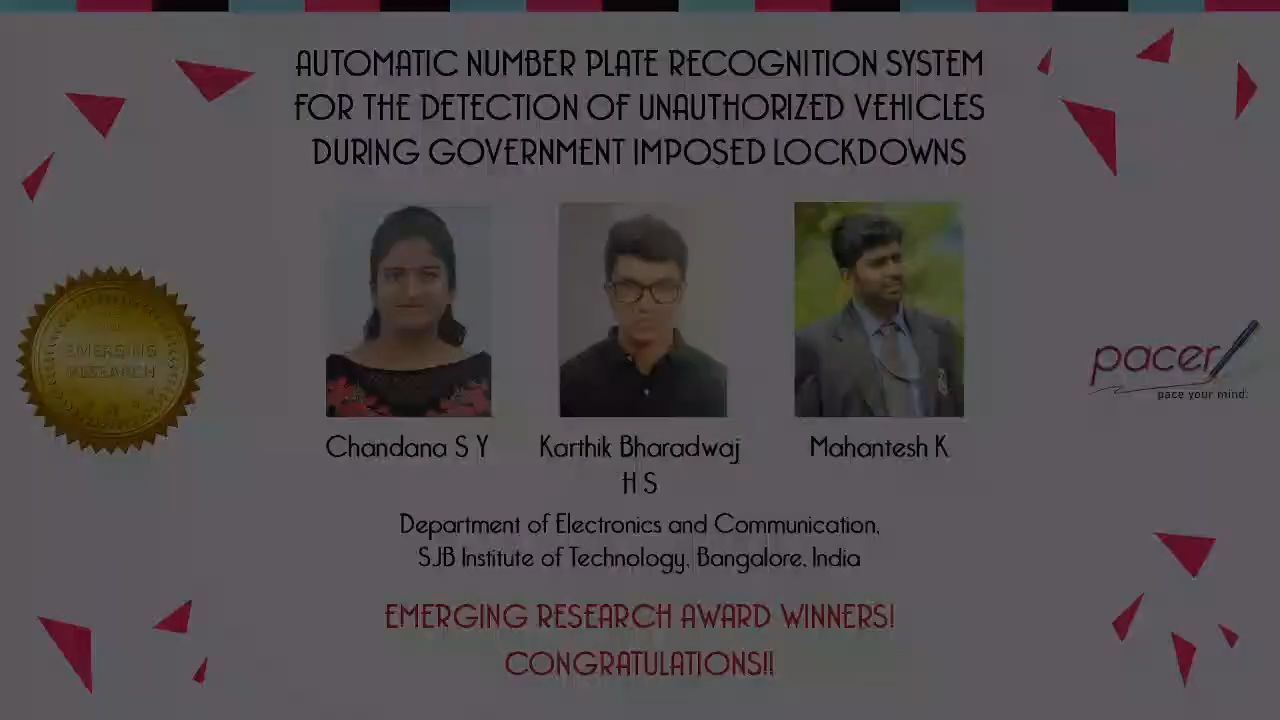 AUTOMATIC NUMBER PLATE RECOGNITION SYSTEM
FOR THE DETECTION OF UNAUTHORIZED VEHICLES
DURING GOVERNMENT IMPOSED LOCKDOWNS
EMERGING
RESEARCH
pacer
pace your mind.
Chandana S Y
Karthik Bharadwaj
H S
Mahantesh K
Department of Electronics and Communication,
SJB Institute of Technology, Bangalore, India
EMERGING RESEARCH AWARD WINNERS!
CONGRATULATIONS!!